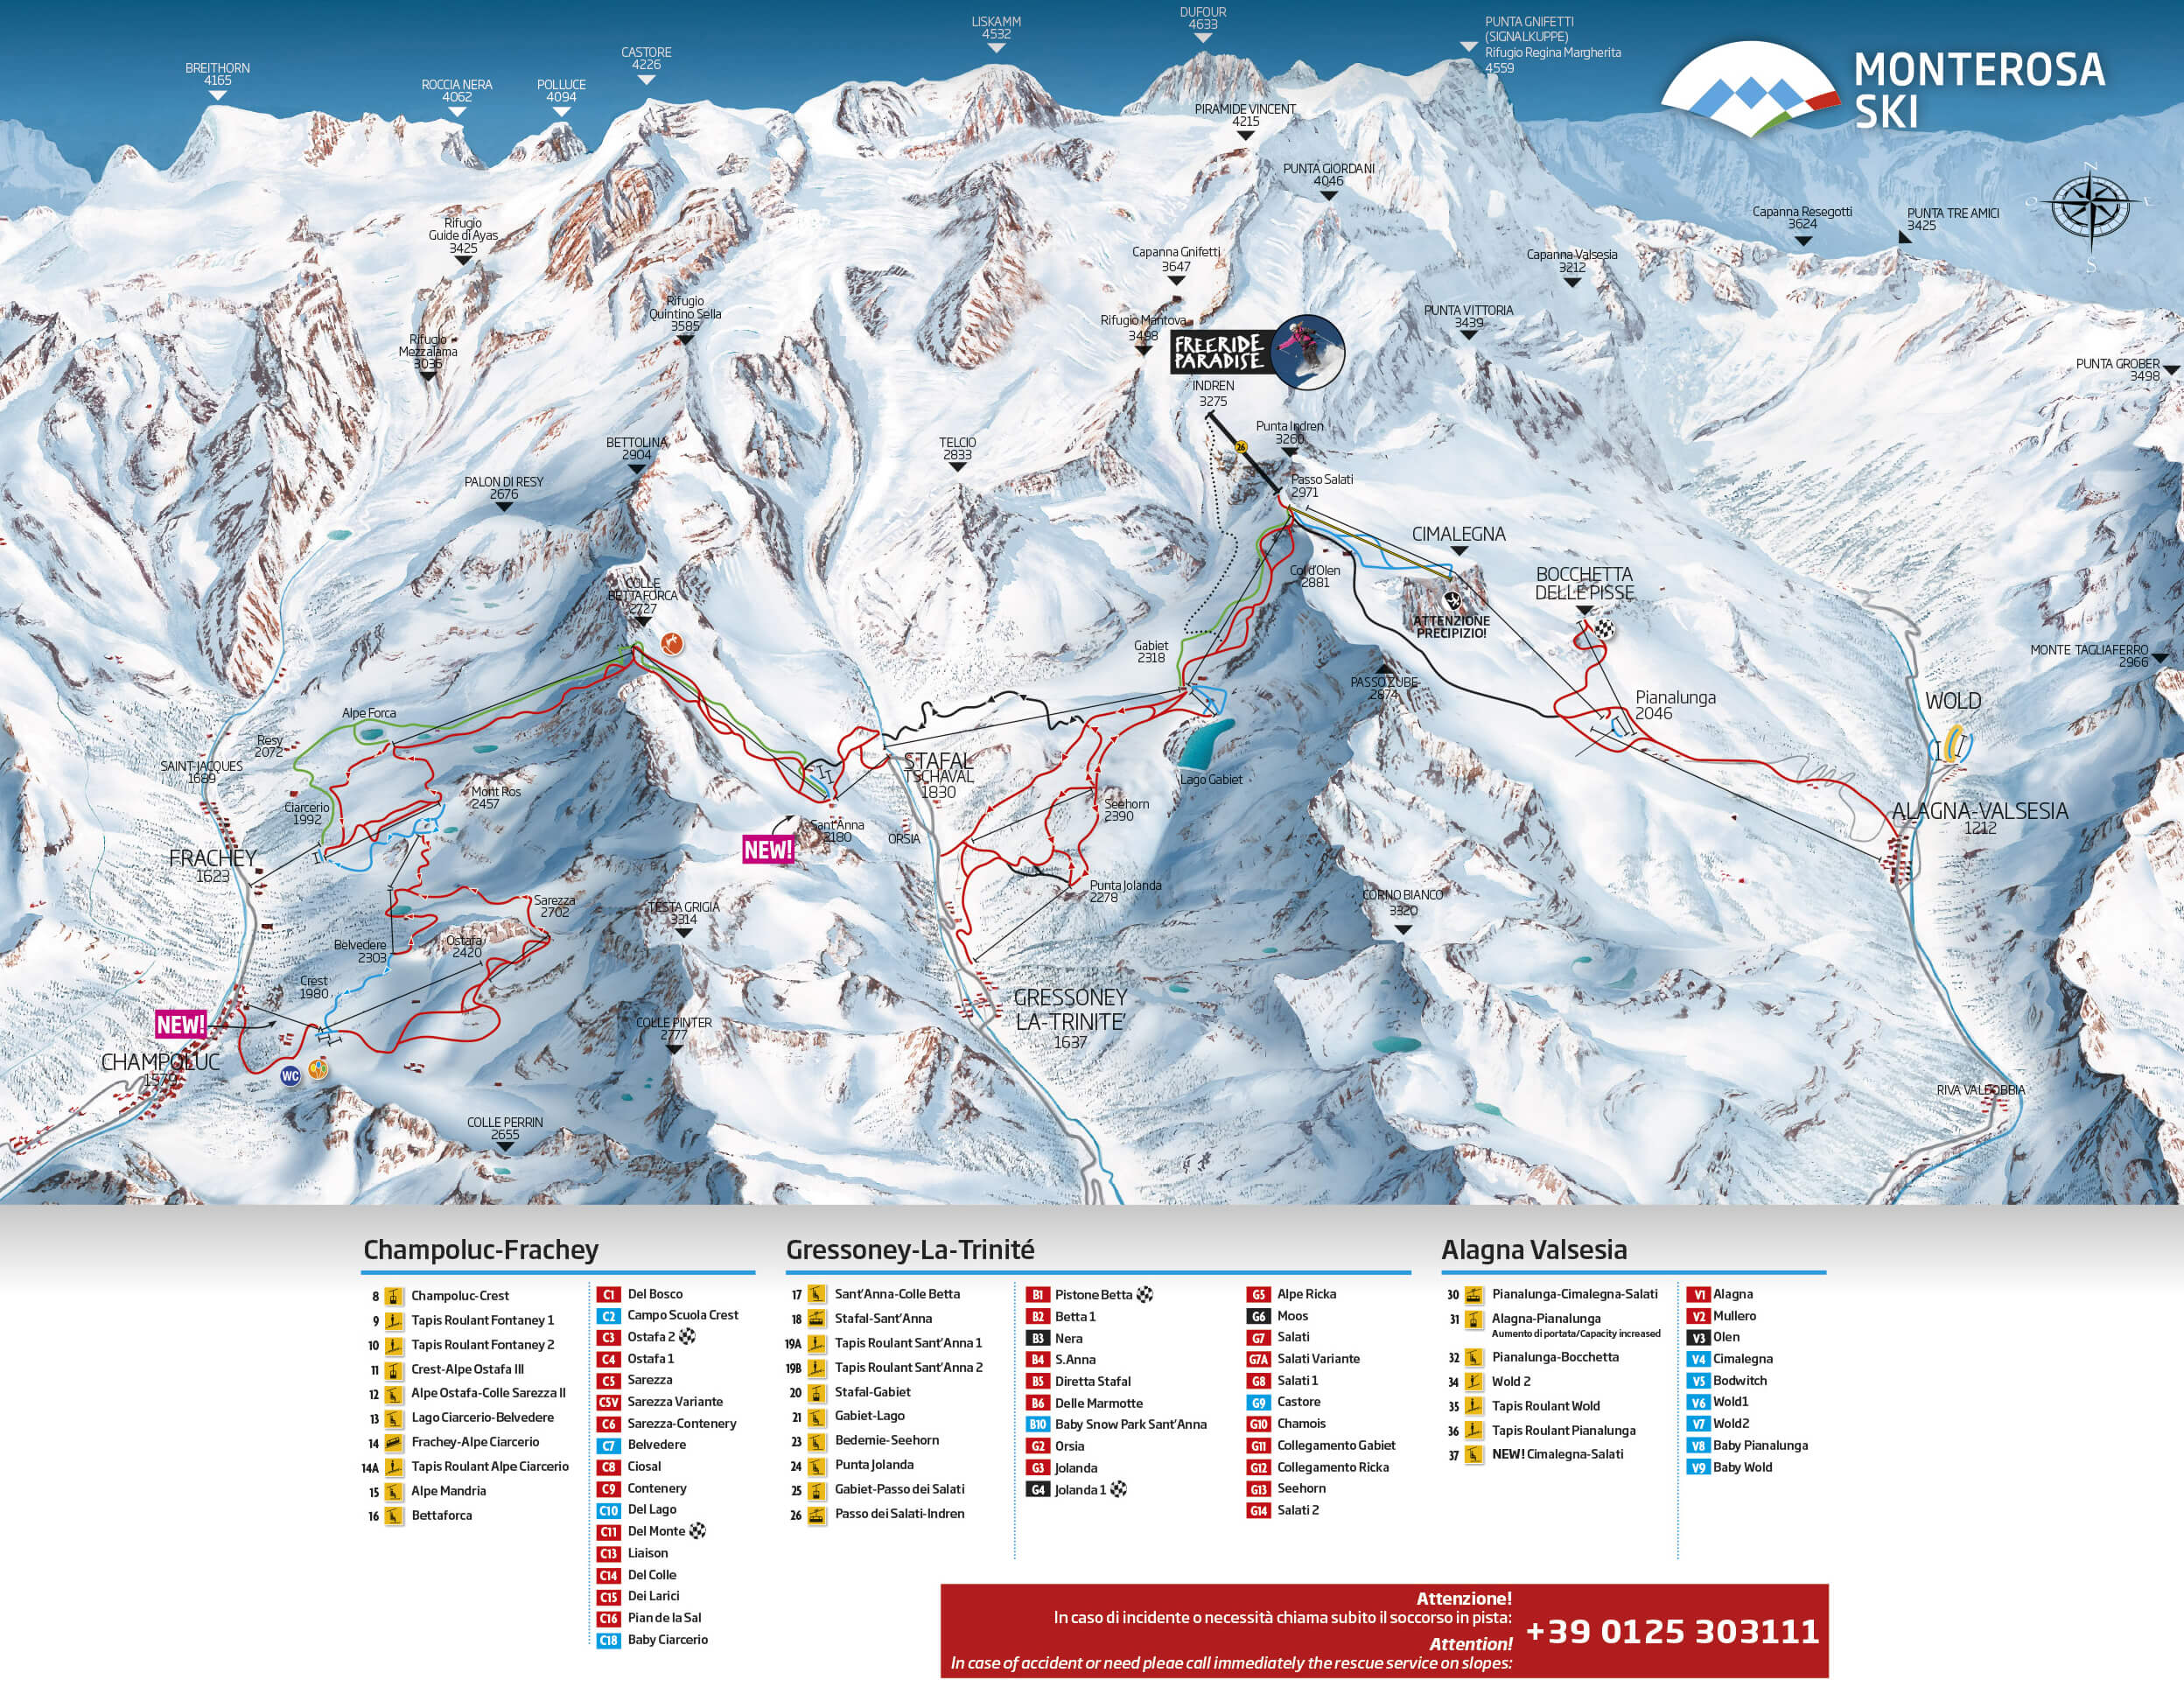 DUFOUR
4633
LISKAMM
4532
PUNTA GNIFETTI
(SIGNALKUPPE)
Rifugio Regina Margherita
4559
MONTEROSA
SKI
CASTORE
4226
BREITHORN
4165
ROCCIA NERA
4062
POLLUCE
4094
PIRAMIDE VINCENT
4215
PUNTA GIORDANI
4046
N
O
E
S
Capanna Resegotti
3624
PUNTA TRE AMICI
3425
Rifugio
Guide di Ayas
3425
Capanna Gnifetti
3647
Capanna Valsesia
3212
Rifugio
Quintino Sella
3585
Rifugio Mantova
3498
PUNTA VITTORIA
3439
Rifugio
Mezzalama
3036
FREERIDE
PARADISE
PUNTA GROBER
3498
INDREN
3275
26
Punta Indren
3260
BETTOLINA
2904
TELCIO
2833
PALON DI RESY
2676
Passo Salati
2971
CIMALEGNA
Col d'Olen
2881
BOCCHETTA
DELLE PISSE
COLLE
BETTAFORCA
2727
ATTENZIONE
PRECIPIZIO!
Gabiet
2318
MONTE TAGLIAFERRO
2966
PASSO ZUBE
2874
Pianalunga
2046
WOLD
Alpe Forca
Resy
2072
SAINT-JACQUES
1689
STAFAL
TSCHAVAL
1830
Lago Gabiet
Mont Ros
2457
Ciarcerio
1992
Seehorn
2390
ALAGNA-VALSESIA
1212
Sant'Anna
2180
ORSIA
NEW!
FRACHEY
1623
Punta Jolanda
2278
CORNO BIANCO
3320
Sarezza
2702
TESTA GRIGIA
3314
Belvedere
2303
Ostafa
2420
Crest
1980
GRESSONEY
LA-TRINITE'
1637
NEW!
COLLE PINTER
2777
CHAMPOLUC
1579
WC
RIVA VALDOBBIA
COLLE PERRIN
2655
Champoluc-Frachey
8 Champoluc-Crest
9 Tapis Roulant Fontaney 1
10 Tapis Roulant Fontaney 2
11 Crest-Alpe Ostafa III
12 Alpe Ostafa-Colle Sarezza II
13 Lago Ciarcerio-Belvedere
14 Frachey-Alpe Ciarcerio
14A Tapis Roulant Alpe Ciarcerio
15 Alpe Mandria
16 Bettaforca
C1 Del Bosco
C2 Campo Scuola Crest
C3 Ostafa 2
C4 Ostafa 1
C5 Sarezza
C5V Sarezza Variante
C6 Sarezza-Contenery
C7 Belvedere
C8 Ciosal
C9 Contenery
C10 Del Lago
C11 Del Monte
C13 Liaison
C14 Del Colle
C15 Dei Larici
C16 Pian de la Sal
C18 Baby Ciarcerio
Gressoney-La-Trinité
17 Sant'Anna-Colle Betta
18 Stafal-Sant'Anna
19A Tapis Roulant Sant'Anna 1
19B Tapis Roulant Sant'Anna 2
20 Stafal-Gabiet
21 Gabiet-Lago
23 Bedemie-Seehorn
24 Punta Jolanda
25 Gabiet-Passo dei Salati
26 Passo dei Salati-Indren
B1 Pistone Betta
B2 Betta 1
B3 Nera
B4 S.Anna
B5 Diretta Stafal
B6 Delle Marmotte
B10 Baby Snow Park Sant'Anna
G2 Orsia
G3 Jolanda
G4 Jolanda 1
G5 Alpe Ricka
G6 Moos
G7 Salati
G7A Salati Variante
G8 Salati 1
G9 Castore
G10 Chamois
G11 Collegamento Gabiet
G12 Collegamento Ricka
G13 Seehorn
G14 Salati 2
Alagna Valsesia
30 Pianalunga-Cimalegna-Salati
31 Alagna-Pianalunga
Aumento di portata/Capacity increased
32 Pianalunga-Bocchetta
34 Wold 2
35 Tapis Roulant Wold
36 Tapis Roulant Pianalunga
37 NEW! Cimalegna-Salati
V1 Alagna
V2 Mullero
V3 Olen
V4 Cimalegna
V5 Bodwitch
V6 Wold1
V7 Wold2
V8 Baby Pianalunga
V9 Baby Wold
Attenzione!
In caso di incidente o necessità chiama subito il soccorso in pista:
Attention!
In case of accident or need pleae call immediately the rescue service on slopes:
+39 0125 303111